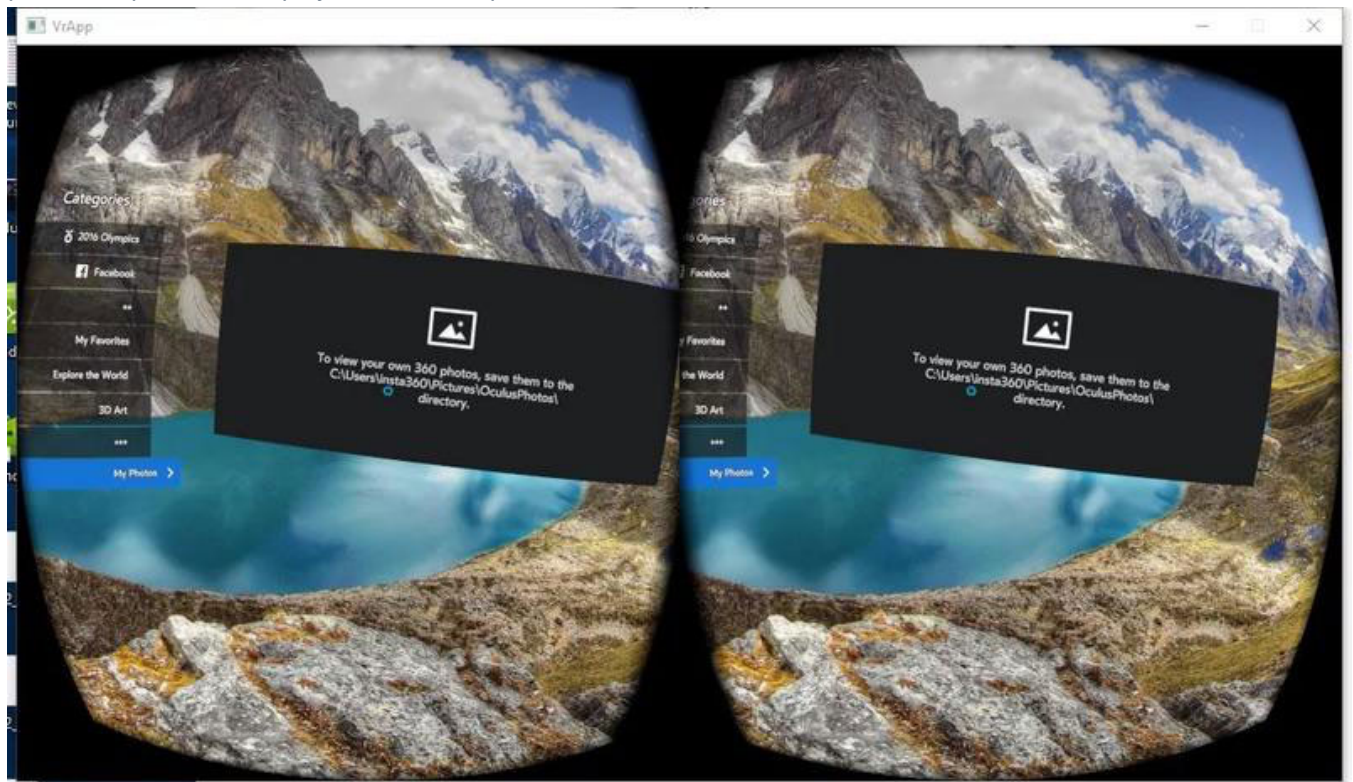 VrApp
Categories
2016 Olympics
Facebook
**
My Favorites
Explore the World
3D Art
***
My Photos
To view your own 360 photos, save them to the
C:\Users\insta360\Pictures\OculusPhotos\
directory.
gories
16 Olympics
Facebook
**
y Favorites
the World
3D Art
***
My Photos
To view your own 360 photos, save them to the
C:\Users\insta360\Pictures\OculusPhotos\
directory.